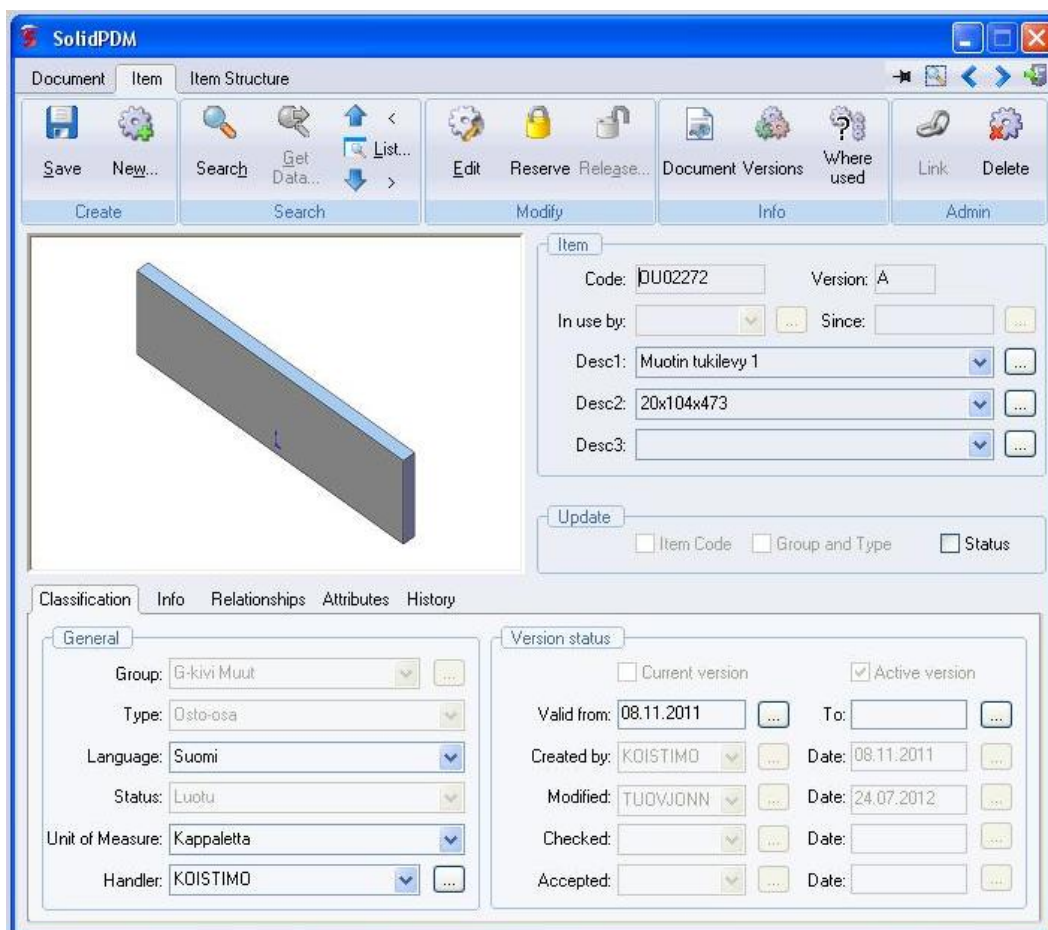 SolidPDM
Document Item Item Structure
Save New... Search Get Data... < List... > Edit Reserve Release... Document Versions Where used Link Delete
Create Search Modify Info Admin
Item
Code: OU02272 Version: A
In use by: ... Since: ...
Desc1: Muotin tukilevy 1 ...
Desc2: 20x104x473 ...
Desc3: ...
Update
Item Code Group and Type Status
Classification Info Relationships Attributes History
General
Group: G-kivi Muut ...
Type: Osto-osa
Language: Suomi
Status: Luotu
Unit of Measure: Kappaletta
Handler: KOISTIMO ...
Version status
Current version Active version
Valid from: 08.11.2011 ... To: ...
Created by: KOISTIMO ... Date: 08.11.2011 ...
Modified: TUOVJONN ... Date: 24.07.2012 ...
Checked: ... Date: ...
Accepted: ... Date: ...